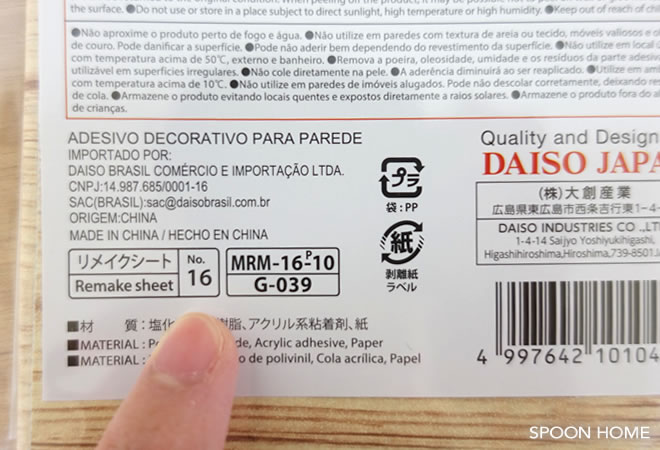 the surface. ●Do not use or store in a place subject to direct sunlight, high temperature or high humidity. ●Keep out of reach of
●Não aproxime o produto perto de fogo e água. ●Não utilize em paredes com textura de areia ou tecido, móveis valiosos e
de couro. Pode danificar a superfície. ●Pode não aderir bem dependendo do revestimento da superfície. ●Não utilize em local
com temperatura acima de 50℃, externo e banheiro. ●Remova a poeira, oleosidade, umidade e os resíduos da parte
utilizável em superfícies irregulares. ●Não cole diretamente na pele. ●A aderência diminuirá ao ser reaplicado. ●Utilize em
com temperatura acima de 10℃. ●Não utilize em paredes de imóveis alugados. Pode não descolar corretamente, deixando
de cola. ●Armazene o produto evitando locais quentes e expostos diretamente a raios solares. ●Armazene o produto fora do
de crianças.
ADESIVO DECORATIVO PARA PAREDE
IMPORTADO POR:
DAISO BRASIL COMÉRCIO E IMPORTAÇÃO LTDA.
CNPJ:14.987.685/0001-16
SAC(BRASIL):sac@daisobrasil.com.br
ORIGEM:CHINA
MADE IN CHINA / HECHO EN CHINA
プラ
袋:PP
紙
剥離紙
ラベル
Quality and Design
DAISO JAPA
(株)大創産業
広島県東広島市西条吉行東1-4
DAISO INDUSTRIES CO.,LT
1-4-14 Saijyo Yoshiyukihigashi,
Higashihiroshima,Hiroshima,739-8501
リメイクシート
Remake sheet
No.
16
MRM-16-P-10
G-039
■材 質:塩化 樹脂、アクリル系粘着剤、紙
■MATERIAL : de, Acrylic adhesive, Paper
■MATERIAL : o de polivinil, Cola acrílica, Papel
4 997642 10104
SPOON HOME